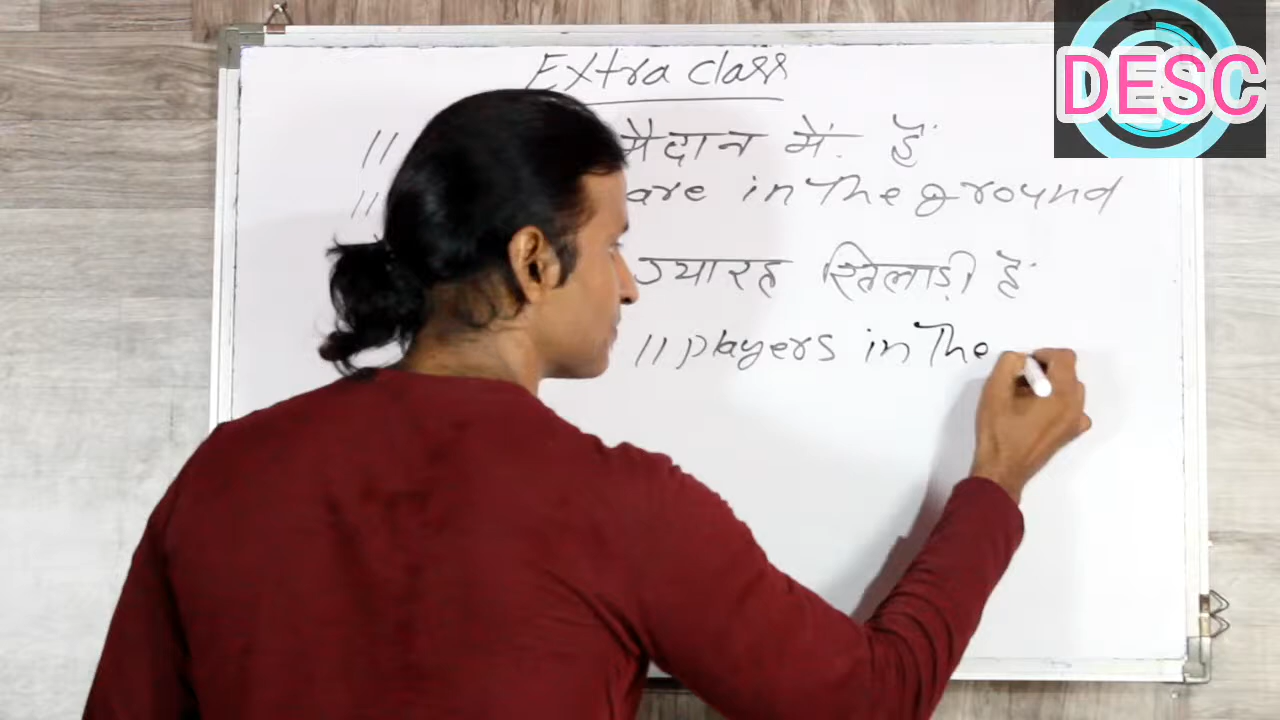 Extra class
DESC
11 मैदान में हैं
11 are in the ground
ग्यारह खिलाड़ी हैं
11 players in the